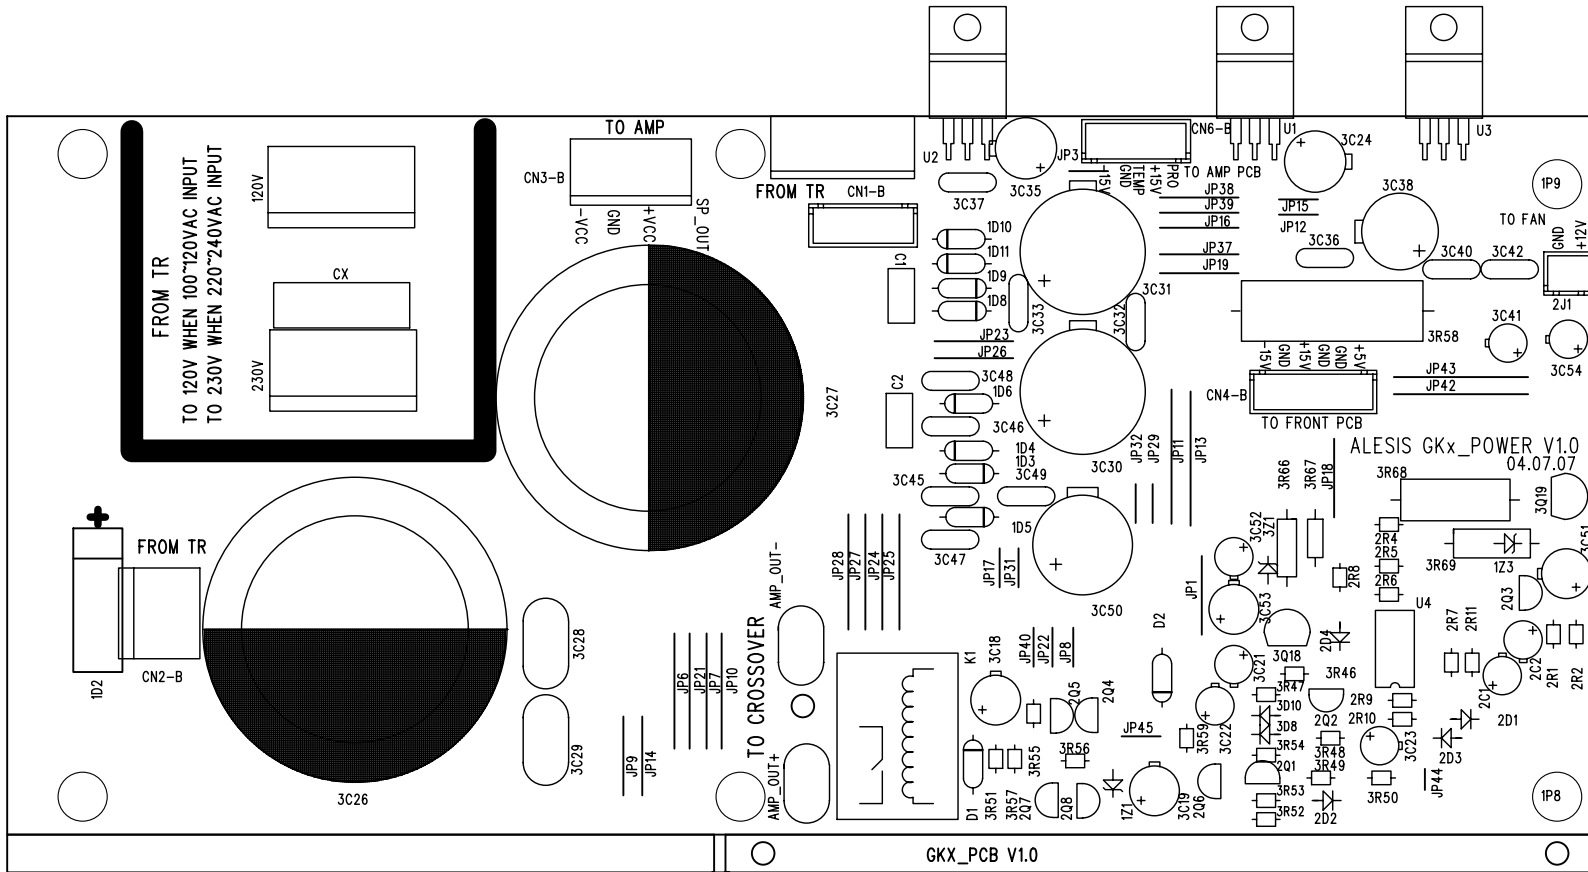 TO AMP
U2
JP3
CN6-B
U1
3C24
U3
120V
FROM TR
TO 120V WHEN 100~120VAC INPUT
TO 230V WHEN 220~240VAC INPUT
CX
230V
CN3-B
-VCC
GND
+VCC
SP_OUT
FROM TR
CN1-B
3C37
3C35
-15V
GND
TEMP
+15V
PRO
TO AMP PCB
JP38
JP39
JP16
JP37
JP19
JP15
JP12
3C36
3C38
1P9
TO FAN
GND
+12V
3C40
3C42
2J1
C1
1D10
1D11
1D9
1D8
3C33
3C32
3C31
JP23
JP26
3C41
3C54
3R58
-15V
GND
+15V
GND
GND
+5V
JP43
JP42
CN4-B
TO FRONT PCB
3C27
C2
3C48
1D6
3C46
1D4
1D3
3C45
3C49
3C30
JP32
JP29
JP11
JP13
ALESIS GKx_POWER V1.0
04.07.07
3R66
3R67
JP18
3R68
3Q19
1D5
3C47
3C50
JP17
JP31
JP28
JP27
JP24
JP25
3C52
3Z1
3C53
2R4
2R5
2R6
2R8
3R69
1Z3
3C51
2Q3
FROM TR
1D2
CN2-B
3C28
3C29
3C26
JP6
JP21
JP7
JP10
JP9
JP14
AMP_OUT-
TO CROSSOVER
AMP_OUT+
K1
3C18
JP40
JP22
JP8
D2
JP1
3C21
3Q18
2D4
U4
2R7
2R11
2C2
2R1
2R2
2C1
3R46
3R47
3D10
3D8
3R54
2Q1
3R53
3R52
2Q2
2R9
2R10
3R48
3R49
2D2
3C23
3R50
2D1
2D3
JP44
1P8
2Q5
2Q4
JP45
3R59
3C22
3R55
3R56
D1
3R51
3R57
2Q7
2Q8
1Z1
3C19
2Q6
GKX_PCB V1.0